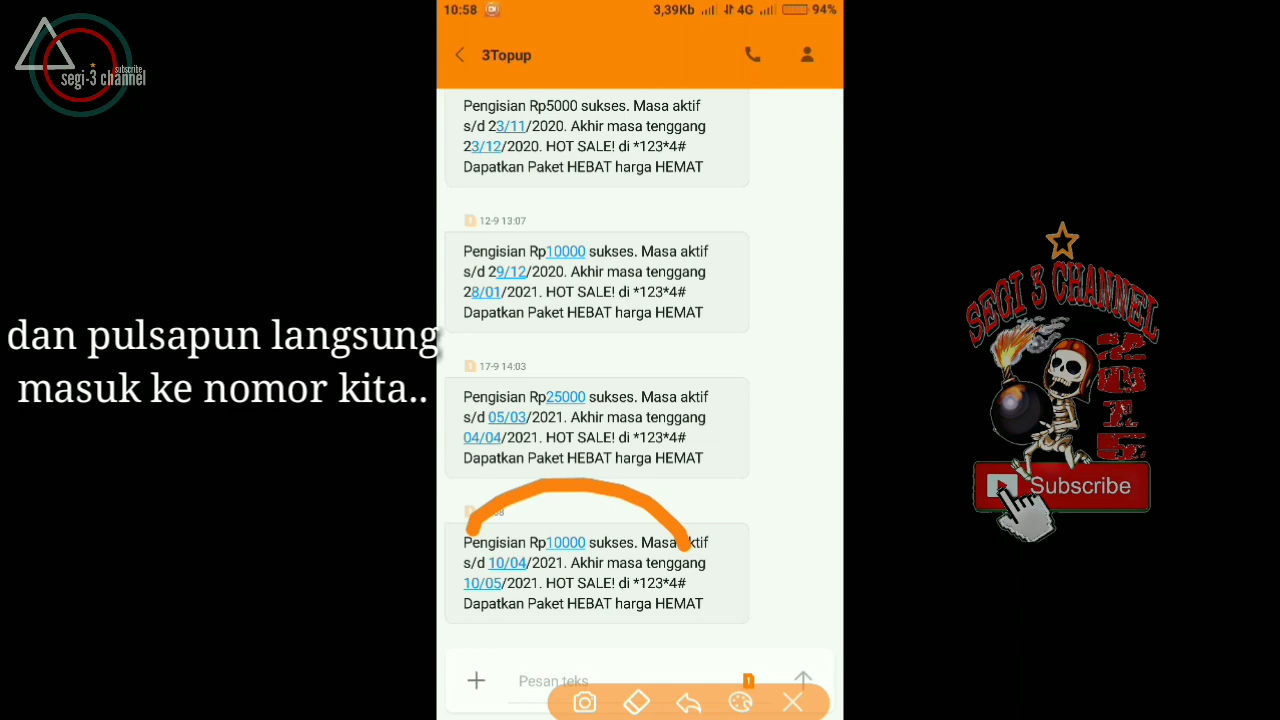 10:58
3,39Kb
4G
94%
subscribe
segi-3 channel
3Topup
Pengisian Rp5000 sukses. Masa aktif
s/d 23/11/2020. Akhir masa tenggang
23/12/2020. HOT SALE! di *123*4#
Dapatkan Paket HEBAT harga HEMAT
1 12-9 13:07
Pengisian Rp10000 sukses. Masa aktif
s/d 29/12/2020. Akhir masa tenggang
28/01/2021. HOT SALE! di *123*4#
Dapatkan Paket HEBAT harga HEMAT
1 17-9 14:03
Pengisian Rp25000 sukses. Masa aktif
s/d 05/03/2021. Akhir masa tenggang
04/04/2021. HOT SALE! di *123*4#
Dapatkan Paket HEBAT harga HEMAT
Pengisian Rp10000 sukses. Masa aktif
s/d 10/04/2021. Akhir masa tenggang
10/05/2021. HOT SALE! di *123*4#
Dapatkan Paket HEBAT harga HEMAT
Pesan teks
1
dan pulsapun langsung
masuk ke nomor kita..
SEGI 3 CHANNEL
Subscribe